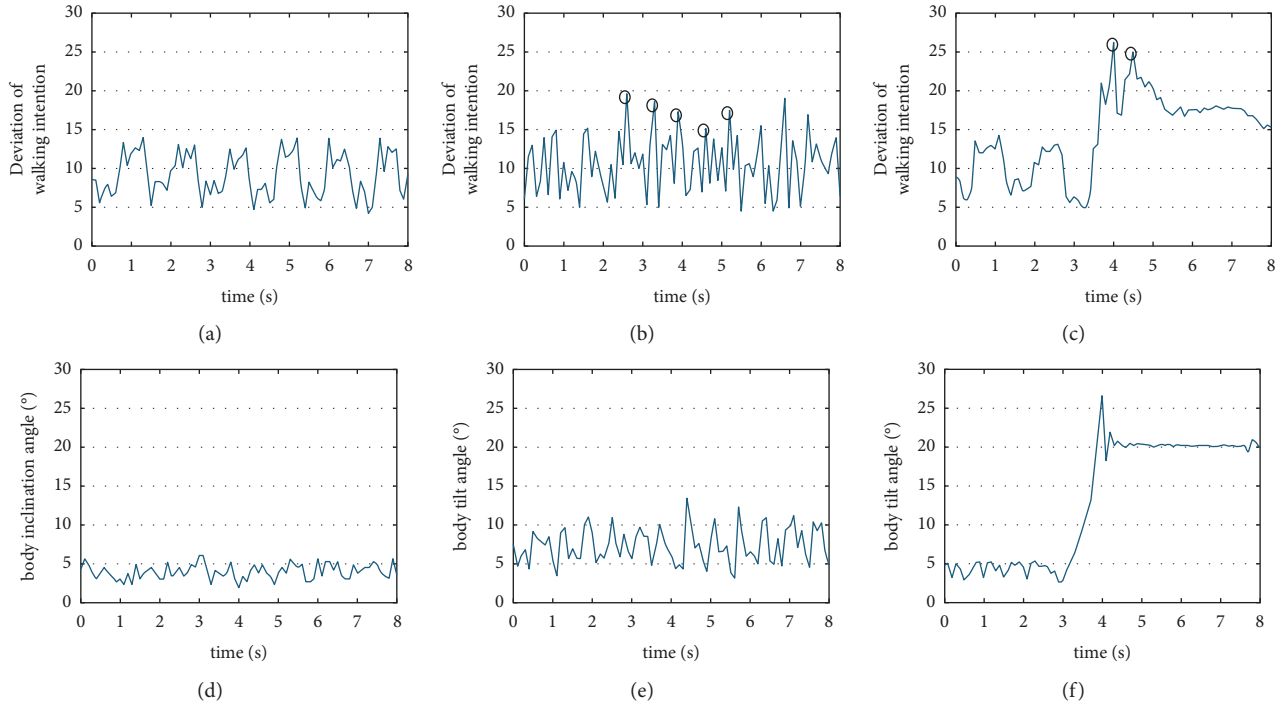 30
25
20
15
10
5
0
Deviation of
walking intention
0 1 2 3 4 5 6 7 8
time (s)
(a)
30
25
20
15
10
5
0
Deviation of
walking intention
0 1 2 3 4 5 6 7 8
time (s)
(b)
30
25
20
15
10
5
0
Deviation of
walking intention
0 1 2 3 4 5 6 7 8
time (s)
(c)
30
25
20
15
10
5
0
body inclination angle (°)
0 1 2 3 4 5 6 7 8
time (s)
(d)
30
25
20
15
10
5
0
body tilt angle (°)
0 1 2 3 4 5 6 7 8
time (s)
(e)
30
25
20
15
10
5
0
body tilt angle (°)
0 1 2 3 4 5 6 7 8
time (s)
(f)